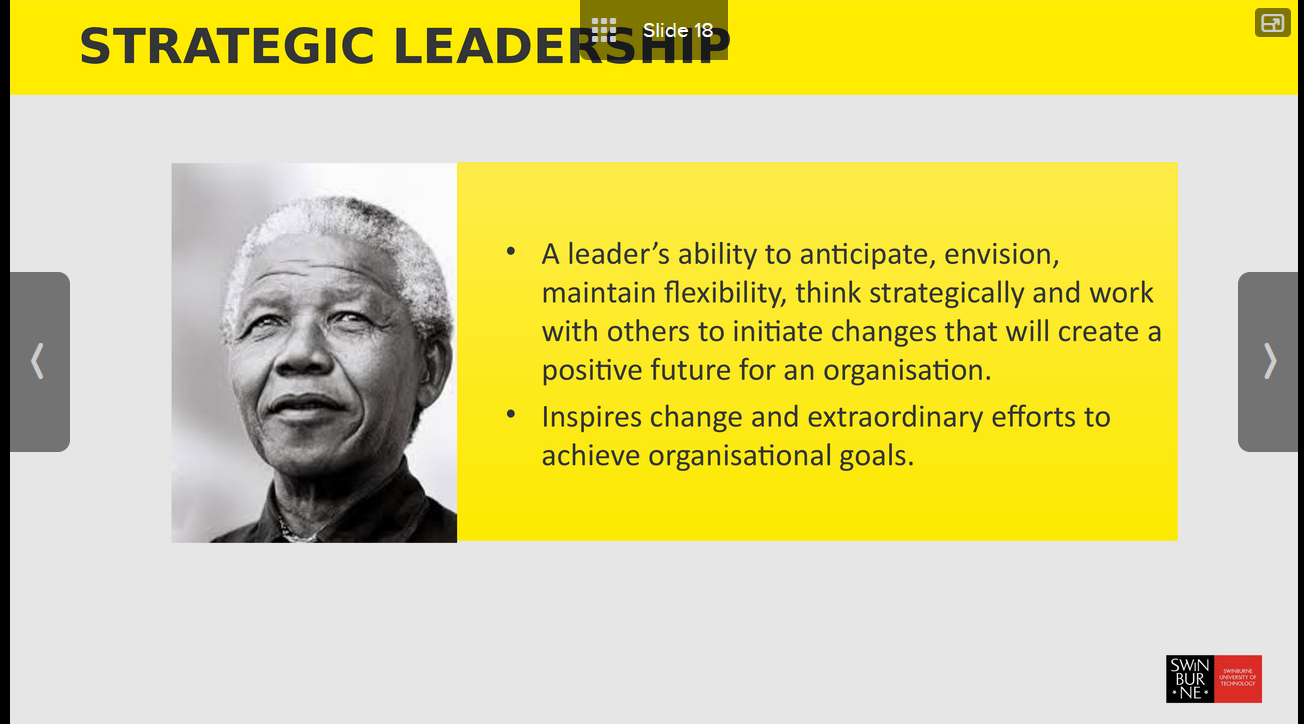 STRATEGIC LEADERSHIP
Slide 18
• A leader’s ability to anticipate, envision,
maintain flexibility, think strategically and work
with others to initiate changes that will create a
positive future for an organisation.
• Inspires change and extraordinary efforts to
achieve organisational goals.
SWiN
BUR
*NE*
SWINBURNE
UNIVERSITY OF
TECHNOLOGY